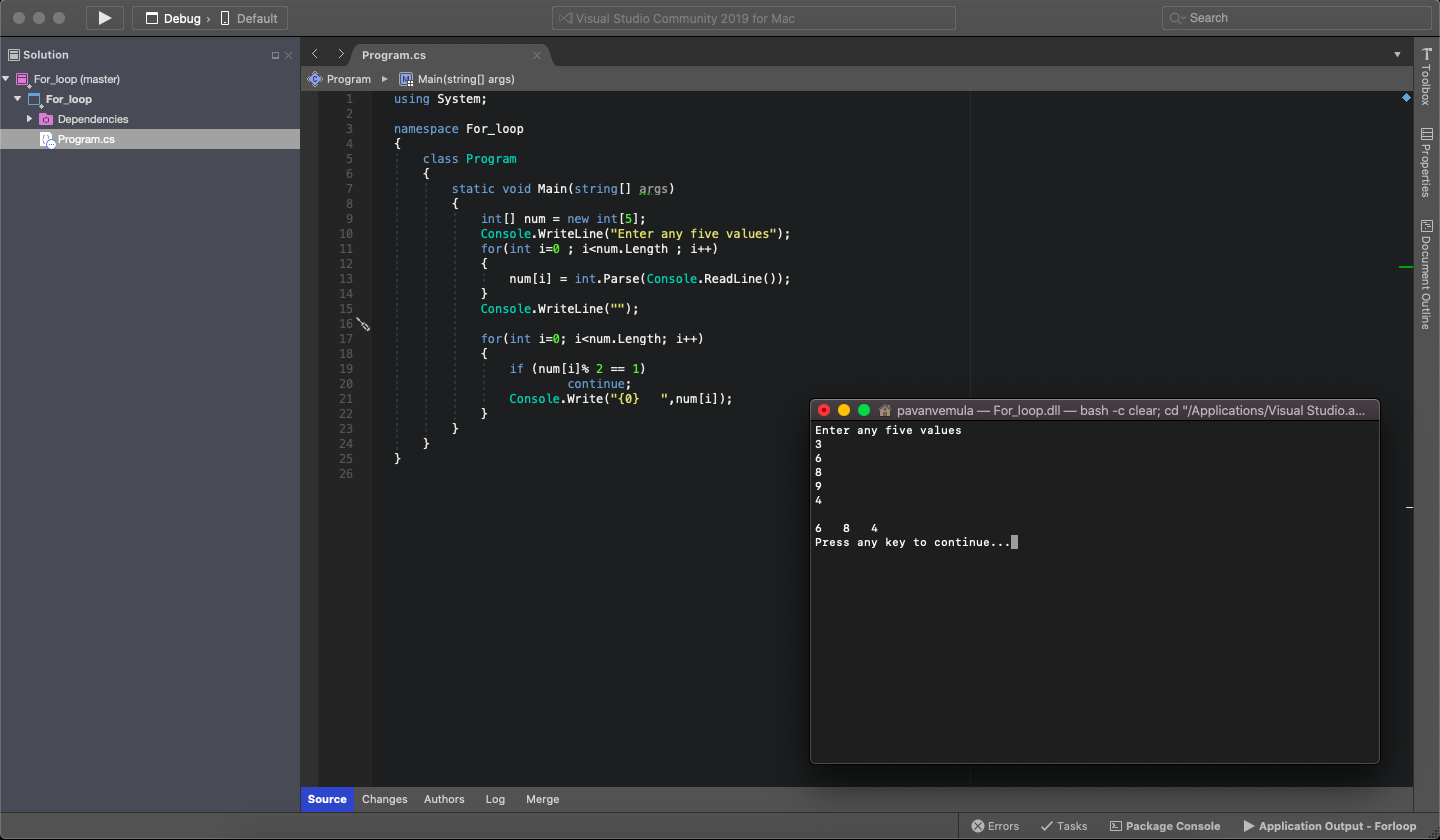 Debug › Default
Visual Studio Community 2019 for Mac
Search
Solution
For_loop (master)
For_loop
Dependencies
Program.cs
Program.cs
Program
Main(string[] args)
1 using System;
2
3 namespace For_loop
4 {
5 class Program
6 {
7 static void Main(string[] args)
8 {
9 int[] num = new int[5];
10 Console.WriteLine("Enter any five values");
11 for(int i=0 ; i<num.Length ; i++)
12 {
13 num[i] = int.Parse(Console.ReadLine());
14 }
15 Console.WriteLine("");
16
17 for(int i=0; i<num.Length; i++)
18 {
19 if (num[i]% 2 == 1)
20 continue;
21 Console.Write("{0}   ",num[i]);
22 }
23 }
24 }
25 }
26
Toolbox
Properties
Document Outline
pavanvemula — For_loop.dll — bash -c clear; cd "/Applications/Visual Studio.a...
Enter any five values
3
6
8
9
4
6   8   4
Press any key to continue...
Source Changes Authors Log Merge
Errors Tasks Package Console Application Output - Forloop